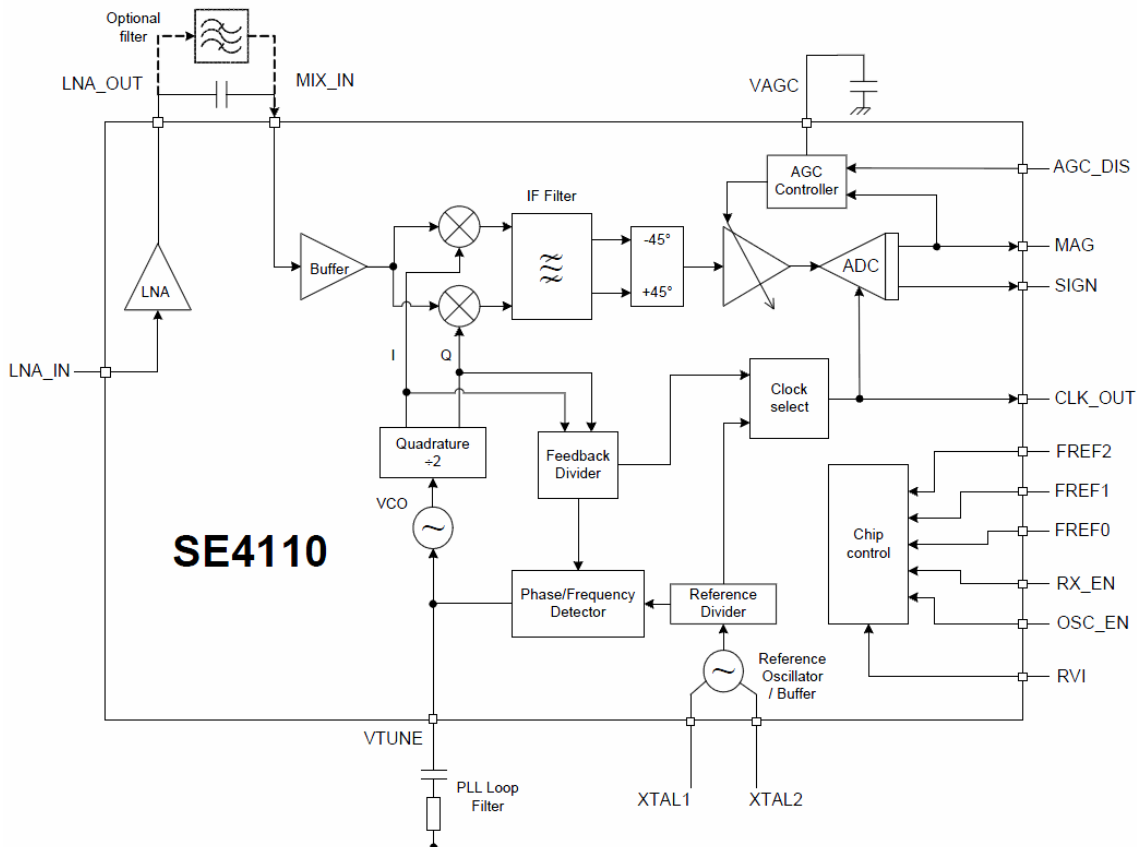 Optional
filter
LNA_OUT
MIX_IN
VAGC
AGC
Controller
AGC_DIS
IF Filter
-45°
+45°
MAG
Buffer
ADC
LNA
SIGN
I
Q
LNA_IN
Clock
select
CLK_OUT
Quadrature
÷2
Feedback
Divider
FREF2
VCO
FREF1
SE4110
Chip
control
FREF0
Phase/Frequency
Detector
Reference
Divider
RX_EN
OSC_EN
Reference
Oscillator
/ Buffer
RVI
VTUNE
PLL Loop
Filter
XTAL1
XTAL2